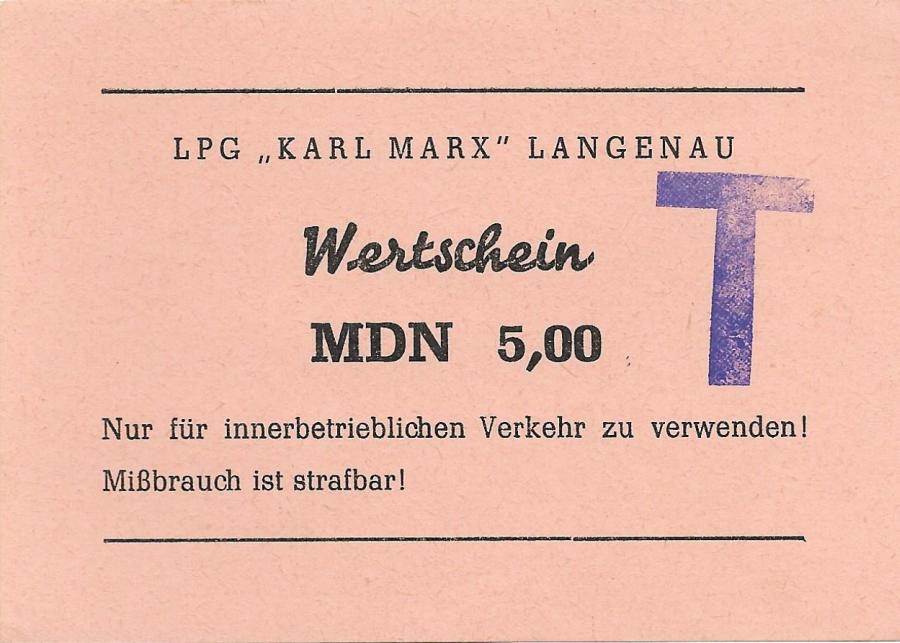 LPG „KARL MARX" LANGENAU
T
Wertschein
MDN 5,00
Nur für innerbetrieblichen Verkehr zu verwenden!
Mißbrauch ist strafbar!